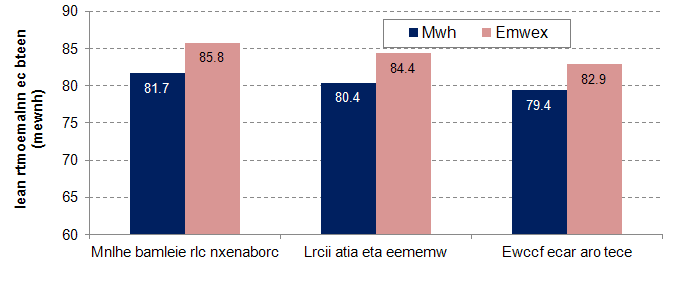 90
85
80
75
70
65
60
lean rtmoemalnn ec bteen
(mewnh)
Mwh
Emwex
81.7
85.8
80.4
84.4
79.4
82.9
Mnlhe bamleie rlc nxenaborc
Lrcii atia eta eememw
Ewccf ecar aro tece